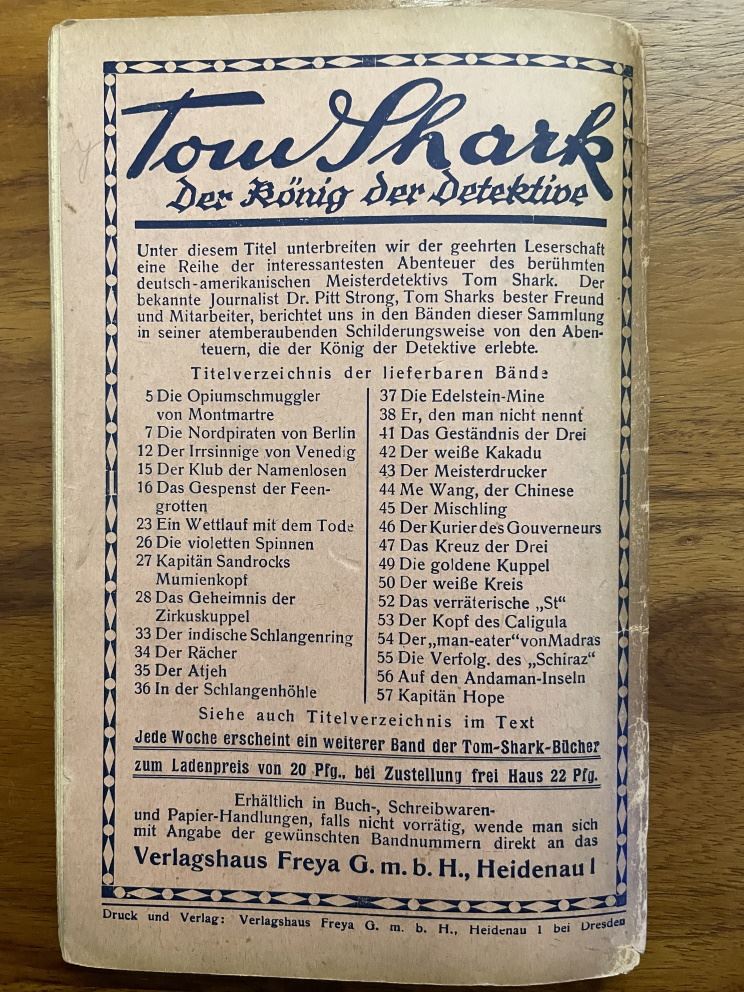 Tom Shark
Der König der Detektive
Unter diesem Titel unterbreiten wir der geehrten Leserschaft
eine Reihe der interessantesten Abenteuer des berühmten
deutsch-amerikanischen Meisterdetektivs Tom Shark. Der
bekannte Journalist Dr. Pitt Strong, Tom Sharks bester Freund
und Mitarbeiter, berichtet uns in den Bänden dieser Sammlung
in seiner atemberaubenden Schilderungsweise von den Aben-
teuern, die der König der Detektive erlebte.
Titelverzeichnis der lieferbaren Bände
5 Die Opiumschmuggler
von Montmartre
7 Die Nordpiraten von Berlin
12 Der Irrsinnige von Venedig
15 Der Klub der Namenlosen
16 Das Gespenst der Feen-
grotten
23 Ein Wettlauf mit dem Tode
26 Die violetten Spinnen
27 Kapitän Sandrocks
Mumienkopf
28 Das Geheimnis der
Zirkuskuppel
33 Der indische Schlangenring
34 Der Rächer
35 Der Atjeh
36 In der Schlangenhöhle
37 Die Edelstein-Mine
38 Er, den man nicht nennt
41 Das Geständnis der Drei
42 Der weiße Kakadu
43 Der Meisterdrucker
44 Me Wang, der Chinese
45 Der Mischling
46 Der Kurier des Gouverneurs
47 Das Kreuz der Drei
49 Die goldene Kuppel
50 Der weiße Kreis
52 Das verräterische „St“
53 Der Kopf des Caligula
54 Der „man-eater“ von Madras
55 Die Verfolg. des „Schiraz“
56 Auf den Andaman-Inseln
57 Kapitän Hope
Siehe auch Titelverzeichnis im Text
Jede Woche erscheint ein weiterer Band der Tom-Shark-Bücher
zum Ladenpreis von 20 Pfg., bei Zustellung frei Haus 22 Pfg.
Erhältlich in Buch-, Schreibwaren-
und Papier-Handlungen, falls nicht vorrätig, wende man sich
mit Angabe der gewünschten Bandnummern direkt an das
Verlagshaus Freya G. m. b. H., Heidenau 1
Druck und Verlag: Verlagshaus Freya G. m. b. H., Heidenau 1 bei Dresden